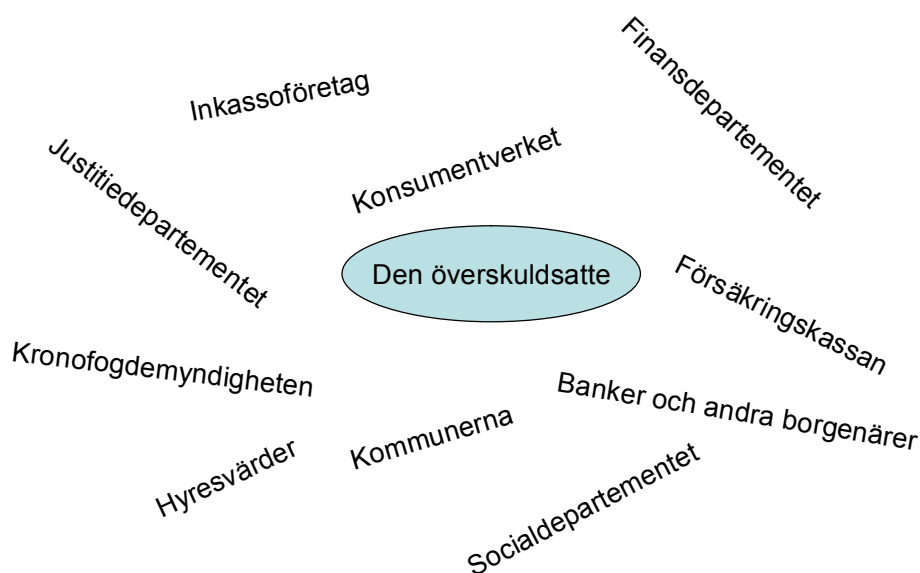 Finansdepartementet
Inkassoföretag
Konsumentverket
Justitiedepartementet
Den överskuldsatte
Försäkringskassan
Kronofogdemyndigheten
Banker och andra borgenärer
Kommunerna
Hyresvärder
Socialdepartementet